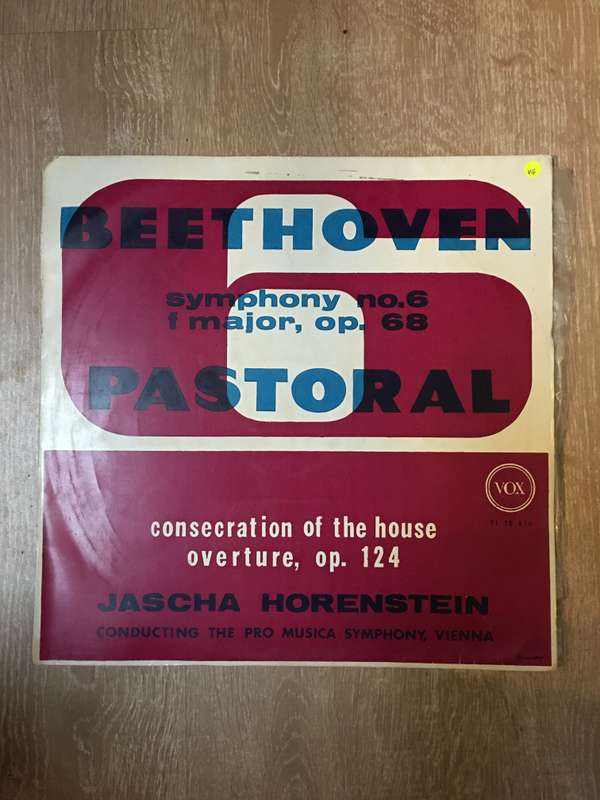 VG
BEETHOVEN
symphony no.6
f major, op. 68
PASTORAL
VOX
consecration of the house
overture, op. 124
JASCHA HORENSTEIN
CONDUCTING THE PRO MUSICA SYMPHONY, VIENNA